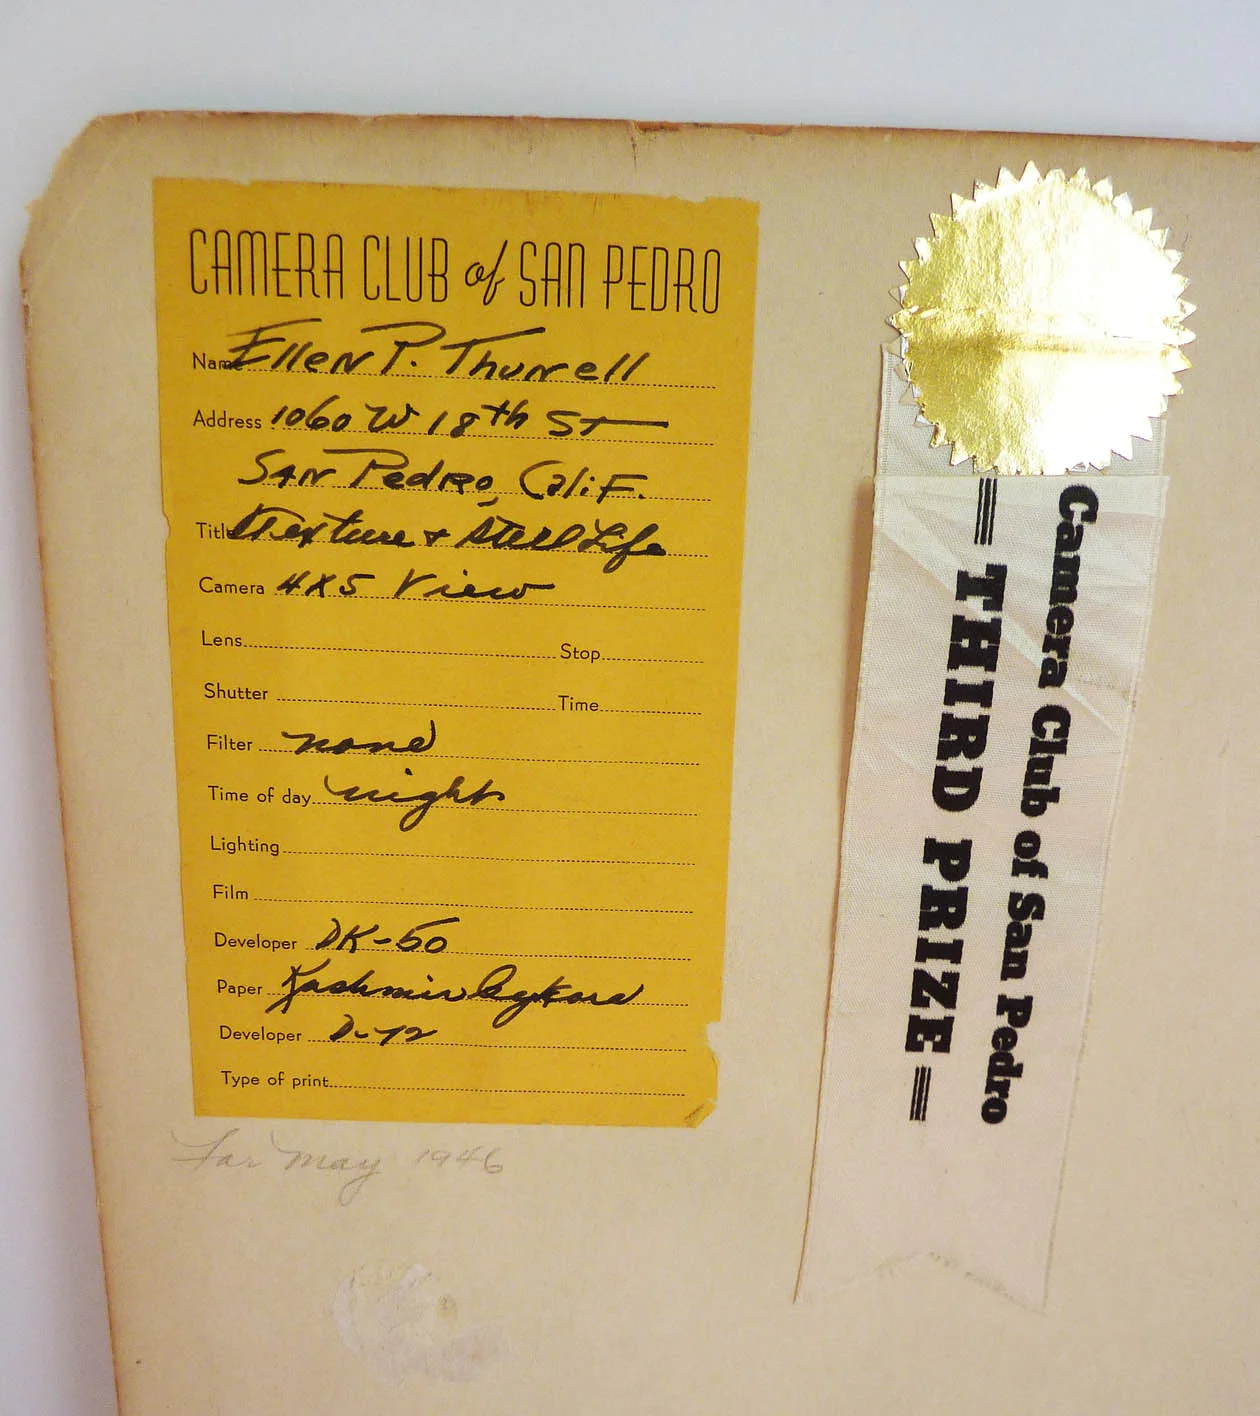 CAMERA CLUB of SAN PEDRO
Name Ellen P. Thurrell
Address 1060 W 18th St
San Pedro, Calif.
Title Texture + Still Life
Camera 4x5 View
Lens Stop
Shutter Time
Filter none
Time of day night
Lighting
Film
Developer DK-50
Paper Kashmir
Developer D-72
Type of print
For May 1946
Camera Club of San Pedro
THIRD PRIZE